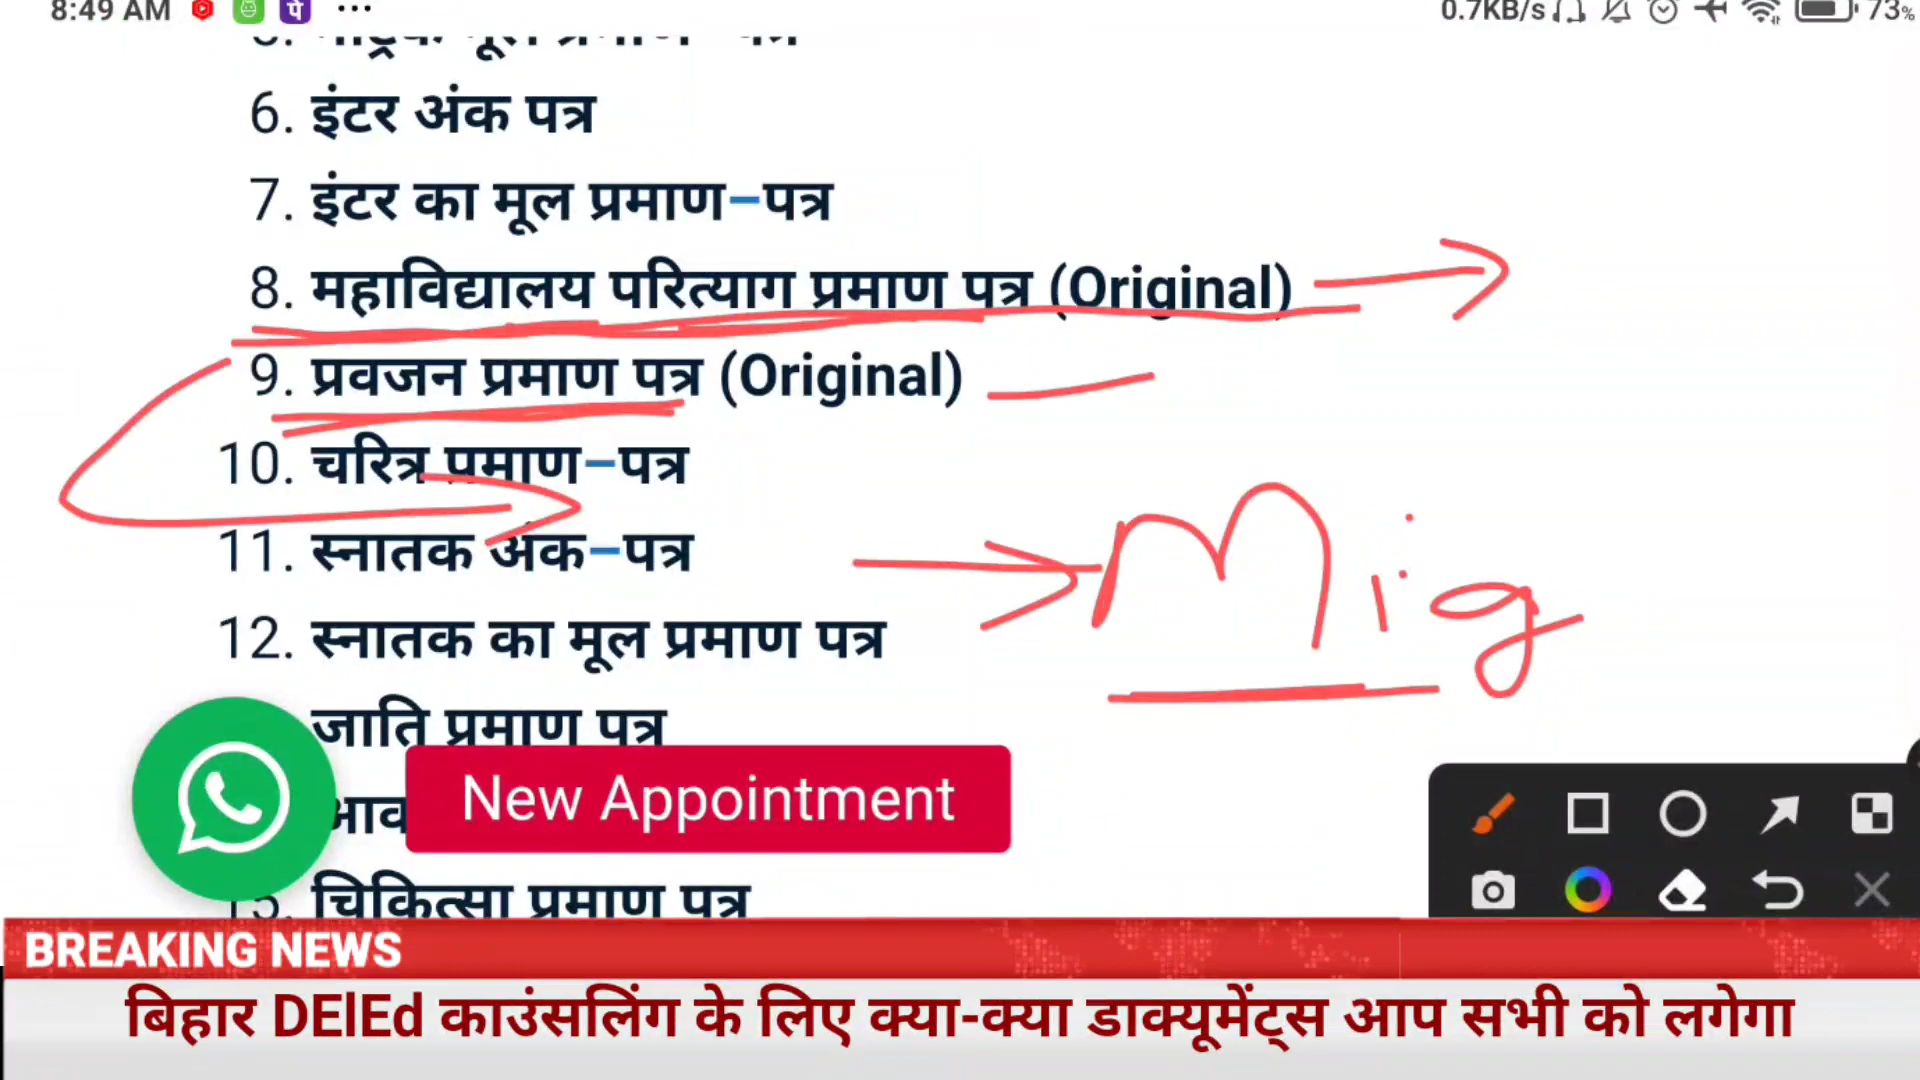 8:49 AM पे ... 0.7KB/s 73%
6. इंटर अंक पत्र
7. इंटर का मूल प्रमाण-पत्र
8. महाविद्यालय परित्याग प्रमाण पत्र (Original)
9. प्रवजन प्रमाण पत्र (Original)
10. चरित्र प्रमाण-पत्र
11. स्नातक अंक-पत्र
Mig
12. स्नातक का मूल प्रमाण पत्र
जाति प्रमाण पत्र
New Appointment
15. चिकित्सा प्रमाण पत्र
BREAKING NEWS
बिहार DElEd काउंसलिंग के लिए क्या-क्या डाक्यूमेंट्स आप सभी को लगेगा